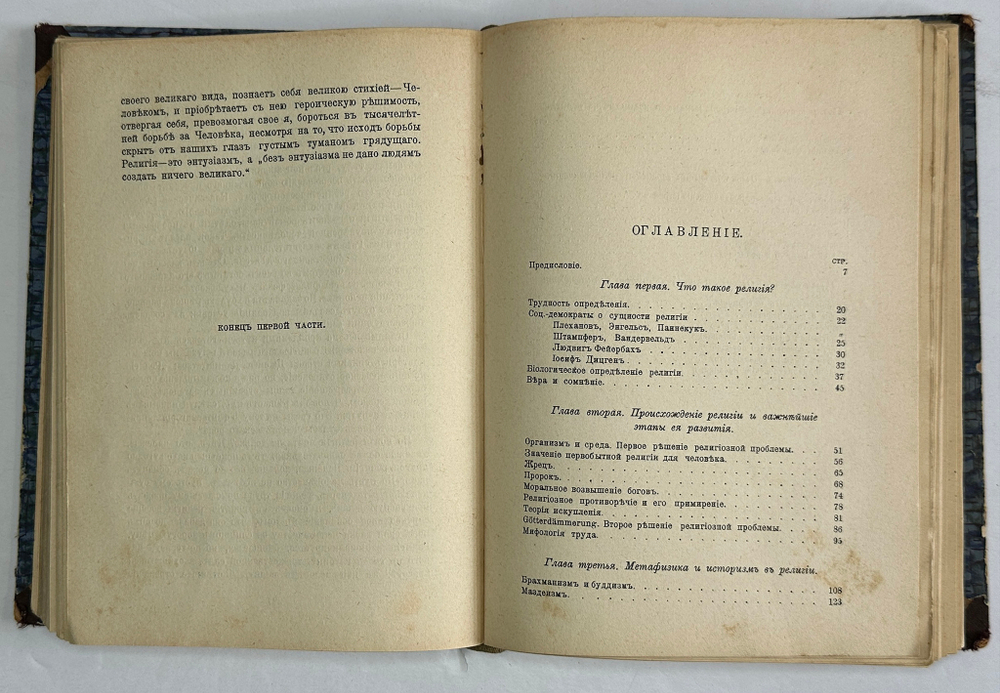 своего великаго вида, познаетъ себя великою стихіей—Че-
ловѣкомъ, и пріобрѣтаетъ съ нею героическую рѣшимость,
отвергая себя, превозмогая свое я, бороться въ тысячелѣт-
ней борьбѣ за Человѣка, несмотря на то, что исходъ борьбы
скрытъ отъ нашихъ глазъ густымъ туманомъ грядущаго.
Религія—это энтузіазмъ, а „безъ энтузіазма не дано людямъ
создать ничего великаго.“
КОНЕЦЪ ПЕРВОЙ ЧАСТИ.
ОГЛАВЛЕНІЕ.
СТР.
Предисловіе. 7
Глава первая. Что такое религія?
Трудность опредѣленія. 20
Соц.-демократы о сущности религіи 22
Плехановъ, Энгельсъ, Паннекукъ. „
Штампферъ, Вандервельдъ 25
Людвигъ Фейербахъ 30
Іосифъ Дицгенъ. 32
Біологическое опредѣленіе религіи. 37
Вѣра и сомнѣніе. 45
Глава вторая. Происхожденіе религіи и важнѣйшіе
этапы ея развитія.
Организмъ и среда. Первое рѣшеніе религіозной проблемы. 51
Значеніе первобытной религіи для человѣка. 56
Жрецъ. 65
Пророкъ. 68
Моральное возвышеніе боговъ. 74
Религіозное противорѣчіе и его примиреніе. 78
Теорія искупленія. 81
Götterdämmerung. Второе рѣшеніе религіозной проблемы. 86
Мифологія труда. 95
Глава третья. Метафизика и историзмъ въ религіи.
Брахманизмъ и буддизмъ. 108
Маздеизмъ. 123